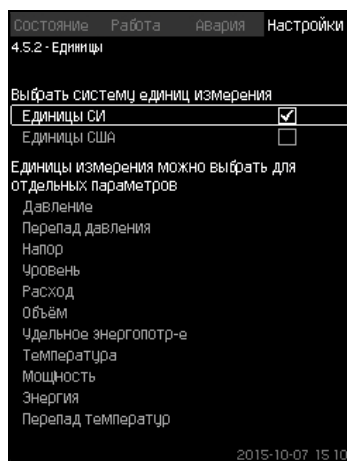 Состояние Работа Авария Настройки
4.5.2 - Единицы
Выбрать систему единиц измерения
Единицы СИ
Единицы США
Единицы измерения можно выбрать для
отдельных параметров
Давление
Перепад давления
Напор
Уровень
Расход
Объём
Удельное энергопотр-е
Температура
Мощность
Энергия
Перепад температур
2015-10-07 15:10